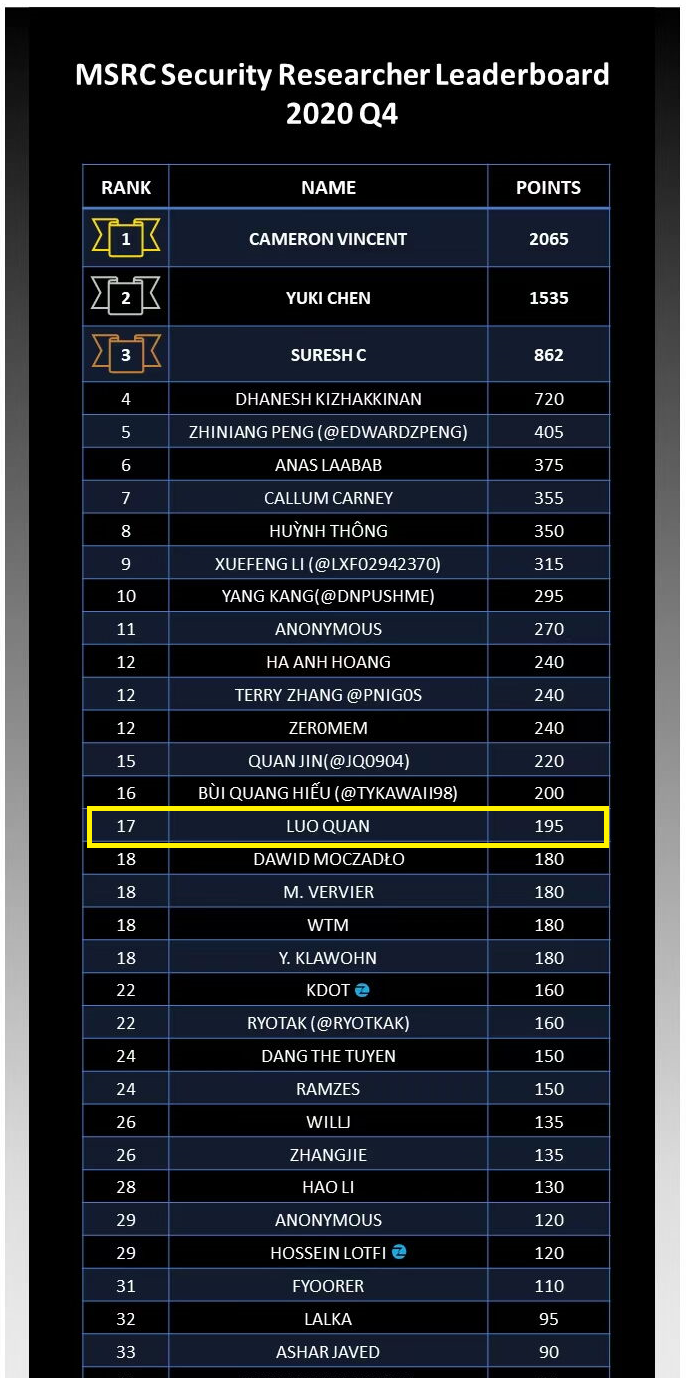 MSRC Security Researcher Leaderboard
2020 Q4
RANK NAME POINTS
1 CAMERON VINCENT 2065
2 YUKI CHEN 1535
3 SURESH C 862
4 DHANESH KIZHAKKINAN 720
5 ZHINIANG PENG (@EDWARDZPENG) 405
6 ANAS LAABAB 375
7 CALLUM CARNEY 355
8 HUỲNH THÔNG 350
9 XUEFENG LI (@LXF02942370) 315
10 YANG KANG(@DNPUSHME) 295
11 ANONYMOUS 270
12 HA ANH HOANG 240
12 TERRY ZHANG @PNIG0S 240
12 ZER0MEM 240
15 QUAN JIN(@JQ0904) 220
16 BÙI QUANG HIẾU (@TYKAWAII98) 200
17 LUO QUAN 195
18 DAWID MOCZADŁO 180
18 M. VERVIER 180
18 WTM 180
18 Y. KLAWOHN 180
22 KDOT 160
22 RYOTAK (@RYOTKAK) 160
24 DANG THE TUYEN 150
24 RAMZES 150
26 WILLJ 135
26 ZHANGJIE 135
28 HAO LI 130
29 ANONYMOUS 120
29 HOSSEIN LOTFI 120
31 FYOORER 110
32 LALKA 95
33 ASHAR JAVED 90